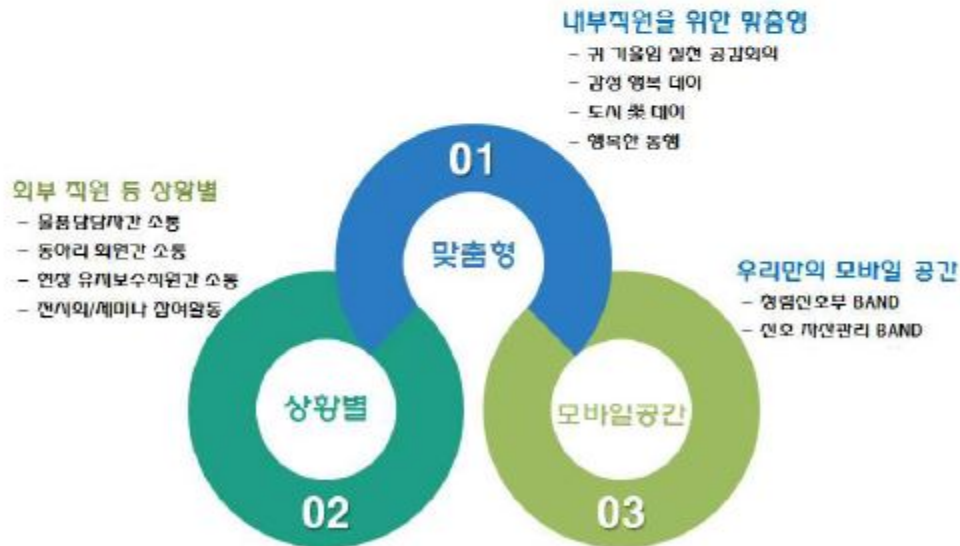 내부직원을 위한 맞춤형
- 귀 기울임 실천 공감회의
- 감성 행복 데이
- 도시 樂 데이
- 행복한 동행
01
맞춤형
외부 직원 등 상황별
- 물품담당자간 소통
- 동아리 회원간 소통
- 현장 유지보수직원간 소통
- 전시회/세미나 참여활동
상황별
02
우리만의 모바일 공간
- 청렴신호부 BAND
- 신호 자산관리 BAND
모바일공간
03